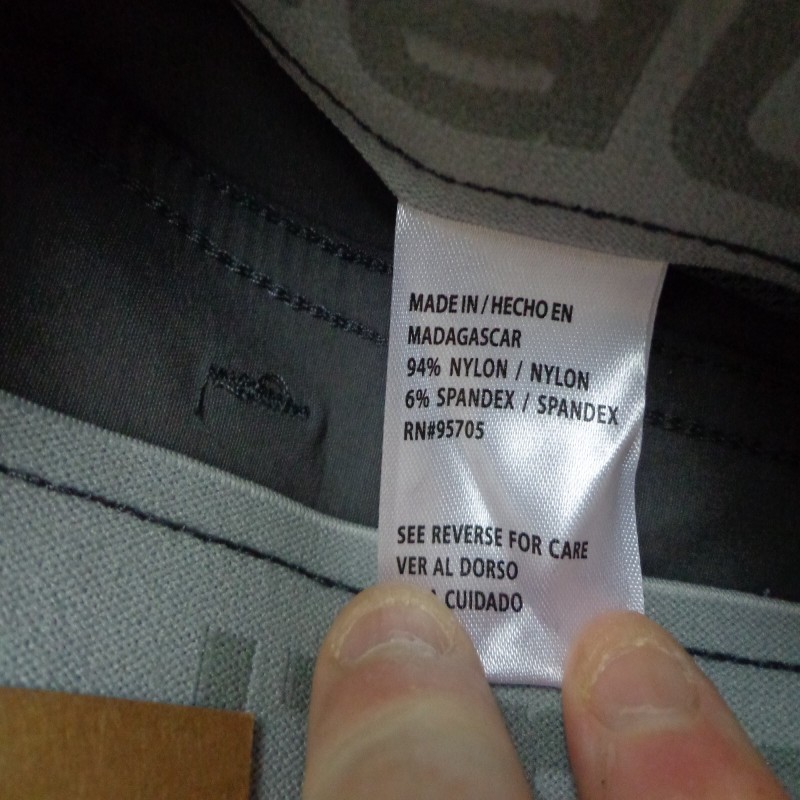 MADE IN / HECHO EN
MADAGASCAR
94% NYLON / NYLON
6% SPANDEX / SPANDEX
RN#95705
SEE REVERSE FOR CARE
VER AL DORSO
CUIDADO